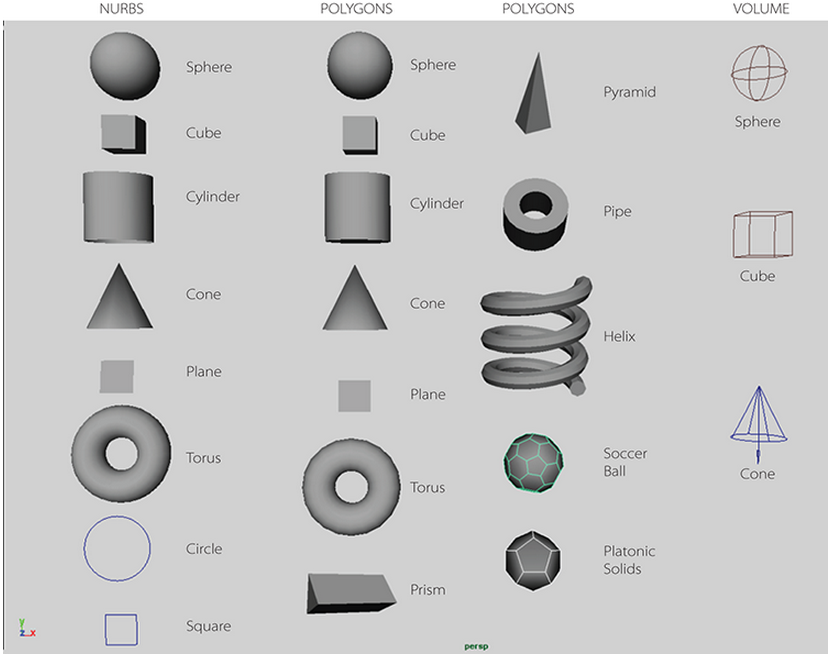 NURBS
POLYGONS
POLYGONS
VOLUME
Sphere
Cube
Cylinder
Cone
Plane
Torus
Circle
Square
Sphere
Cube
Cylinder
Cone
Plane
Torus
Prism
Pyramid
Pipe
Helix
Soccer
Ball
Platonic
Solids
Sphere
Cube
Cone
y
z x
persp